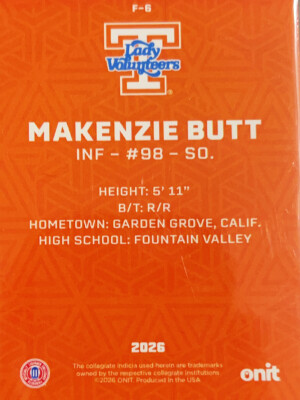 F-6
Lady
Volunteers
T
MAKENZIE BUTT
INF – #98 – SO.
HEIGHT: 5' 11"
B/T: R/R
HOMETOWN: GARDEN GROVE, CALIF.
HIGH SCHOOL: FOUNTAIN VALLEY
2026
The collegiate indicia used herein are trademarks
owned by the respective collegiate institutions
©2026 ONIT. Produced in the USA.
onit